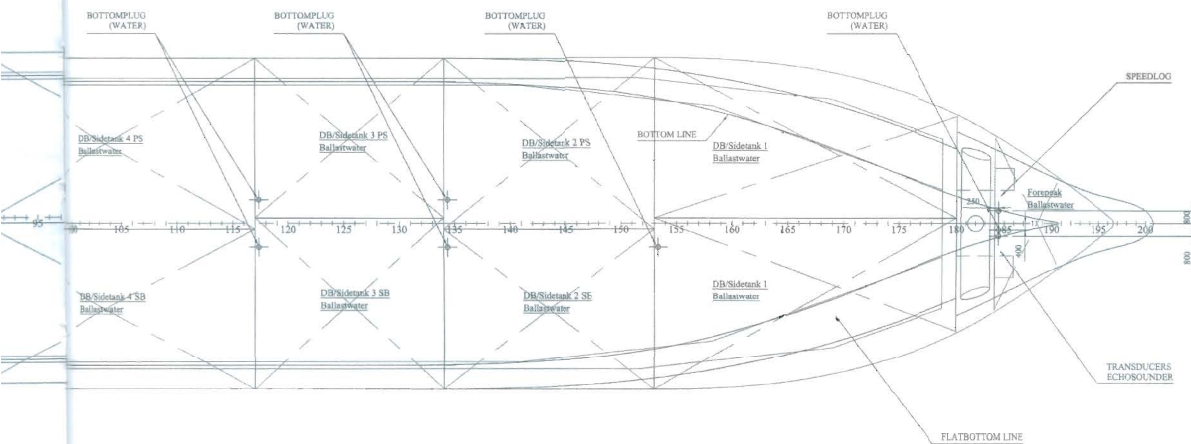 BOTTOMPLUG
(WATER)
BOTTOMPLUG
(WATER)
BOTTOMPLUG
(WATER)
BOTTOMPLUG
(WATER)
SPEEDLOG
DB/Sidetank 4 PS
Ballastwater
DB/Sidetank 3 PS
Ballastwater
DB/Sidetank 2 PS
Ballastwater
BOTTOM LINE
DB/Sidetank 1
Ballastwater
Forepeak
Ballastwater
250
95
105
110
120
125
130
135
140
145
150
155
160
165
170
175
180
185
190
195
200
800
400
800
DB/Sidetank 4 SB
Ballastwater
DB/Sidetank 3 SB
Ballastwater
DB/Sidetank 2 SB
Ballastwater
DB/Sidetank 1
Ballastwater
TRANSDUCERS
ECHOSOUNDER
FLATBOTTOM LINE